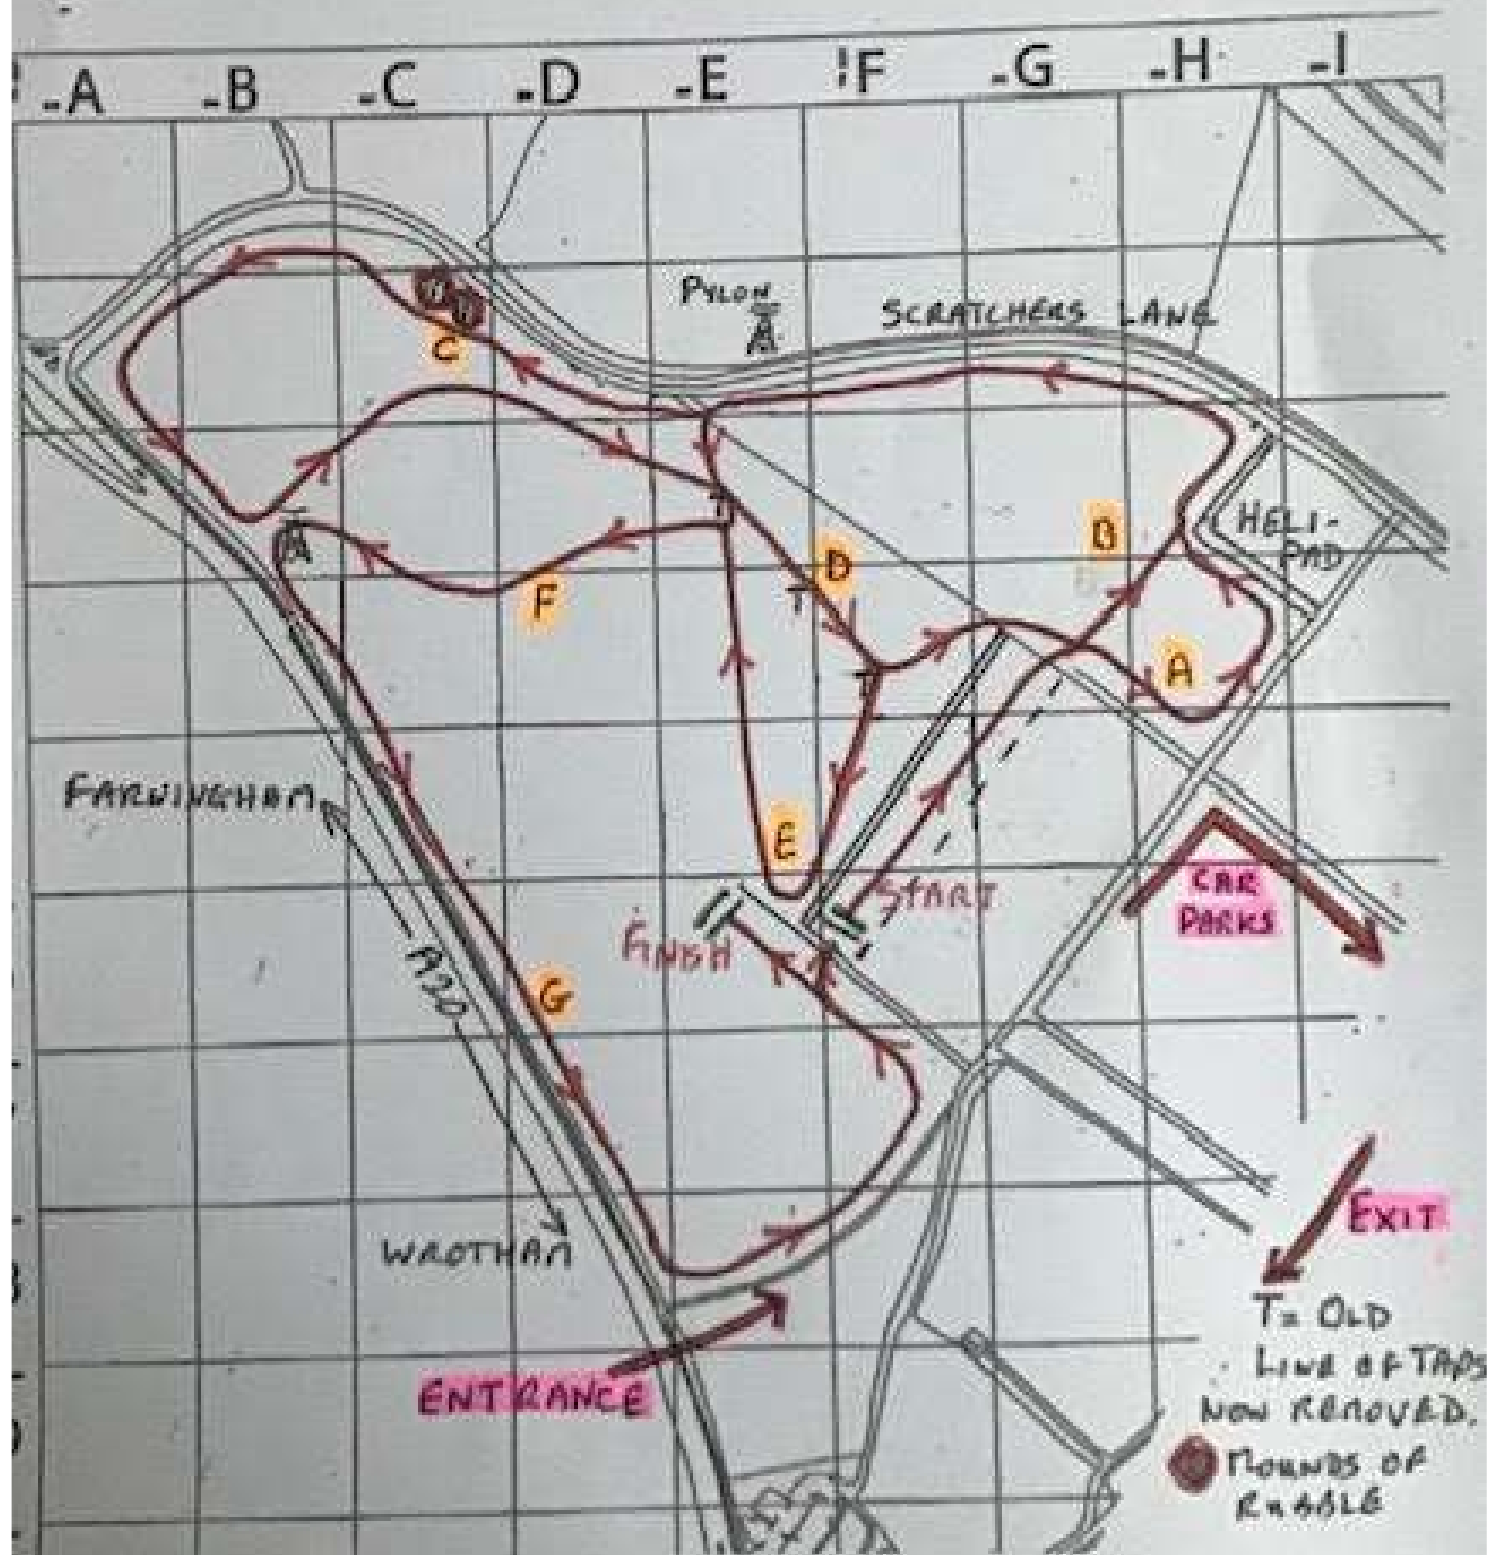 -A -B -C -D -E F -G -H -I
PYLON
SCRATCHERS LANE
C
B
HELI-
PAD
D
F
A
FARNINGHAM
E
CAR
PARKS
START
FINISH
A20
G
EXIT
WROTHAM
T= OLD
LINE OF TAPS
NOW REMOVED.
ENTRANCE
MOUNDS OF
RUBBLE